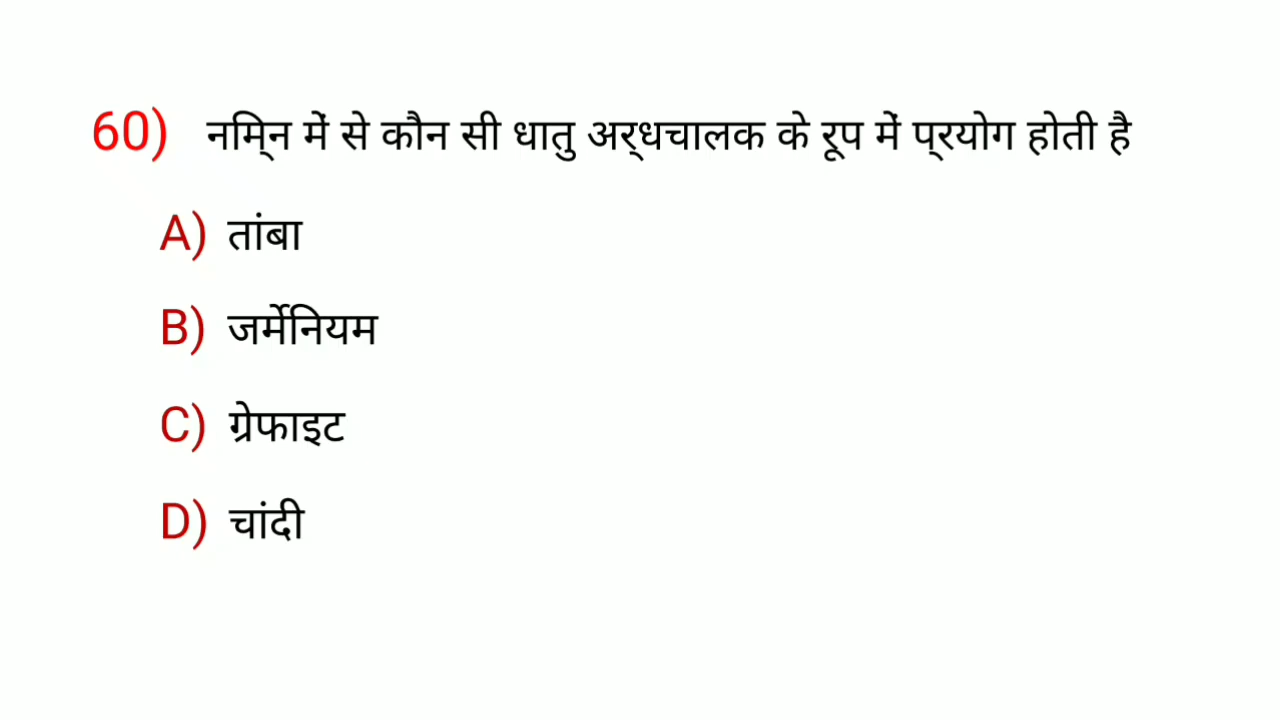 60) निम्न में से कौन सी धातु अर्धचालक के रूप में प्रयोग होती है
A) तांबा
B) जर्मेनियम
C) ग्रेफाइट
D) चांदी